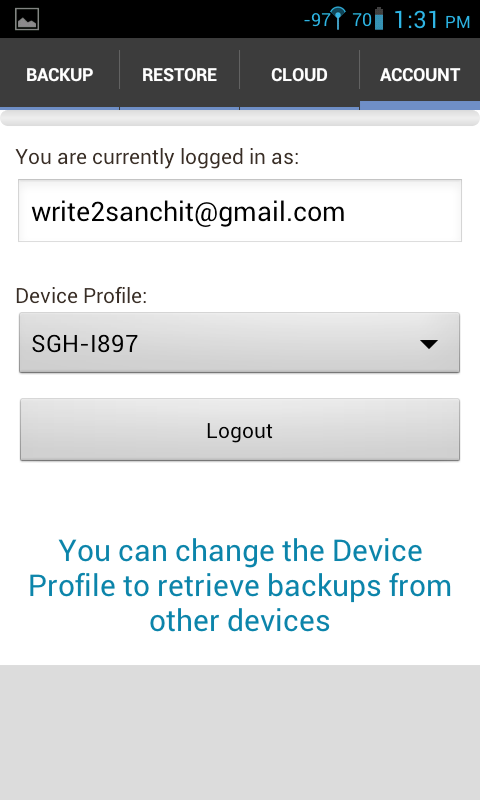 -97 70 1:31 PM
BACKUP RESTORE CLOUD ACCOUNT
You are currently logged in as:
write2sanchit@gmail.com
Device Profile:
SGH-I897
Logout
You can change the Device
Profile to retrieve backups from
other devices